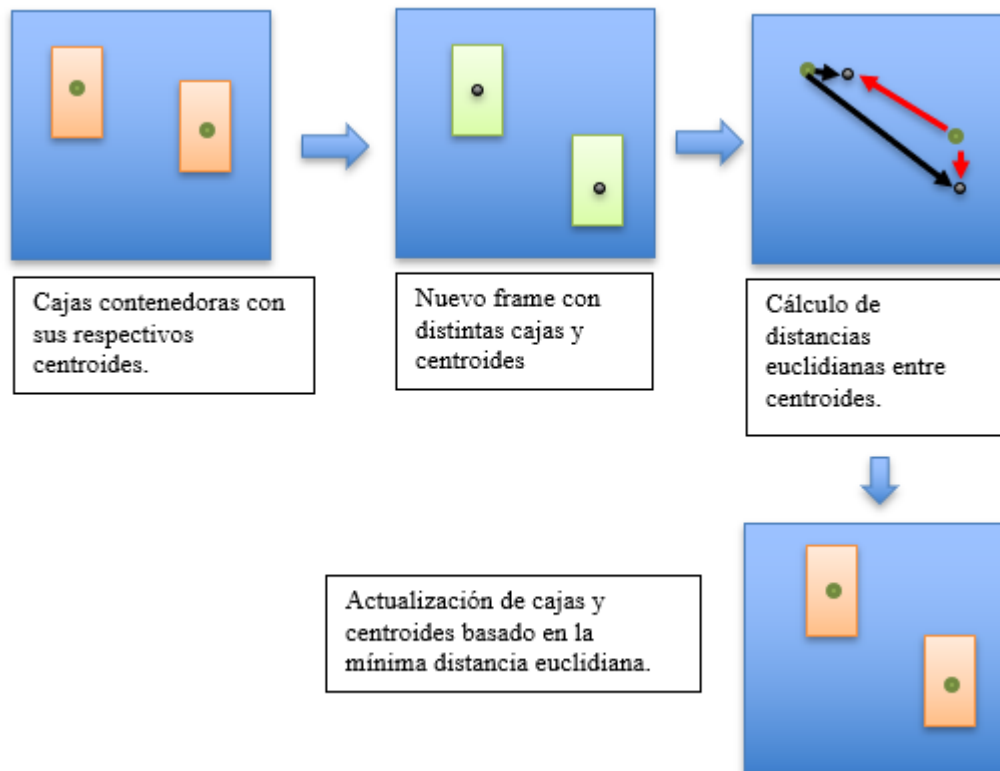 Cajas contenedoras con
sus respectivos
centroides.
Nuevo frame con
distintas cajas y
centroides
Cálculo de
distancias
euclidianas entre
centroides.
Actualización de cajas y
centroides basado en la
mínima distancia euclidiana.